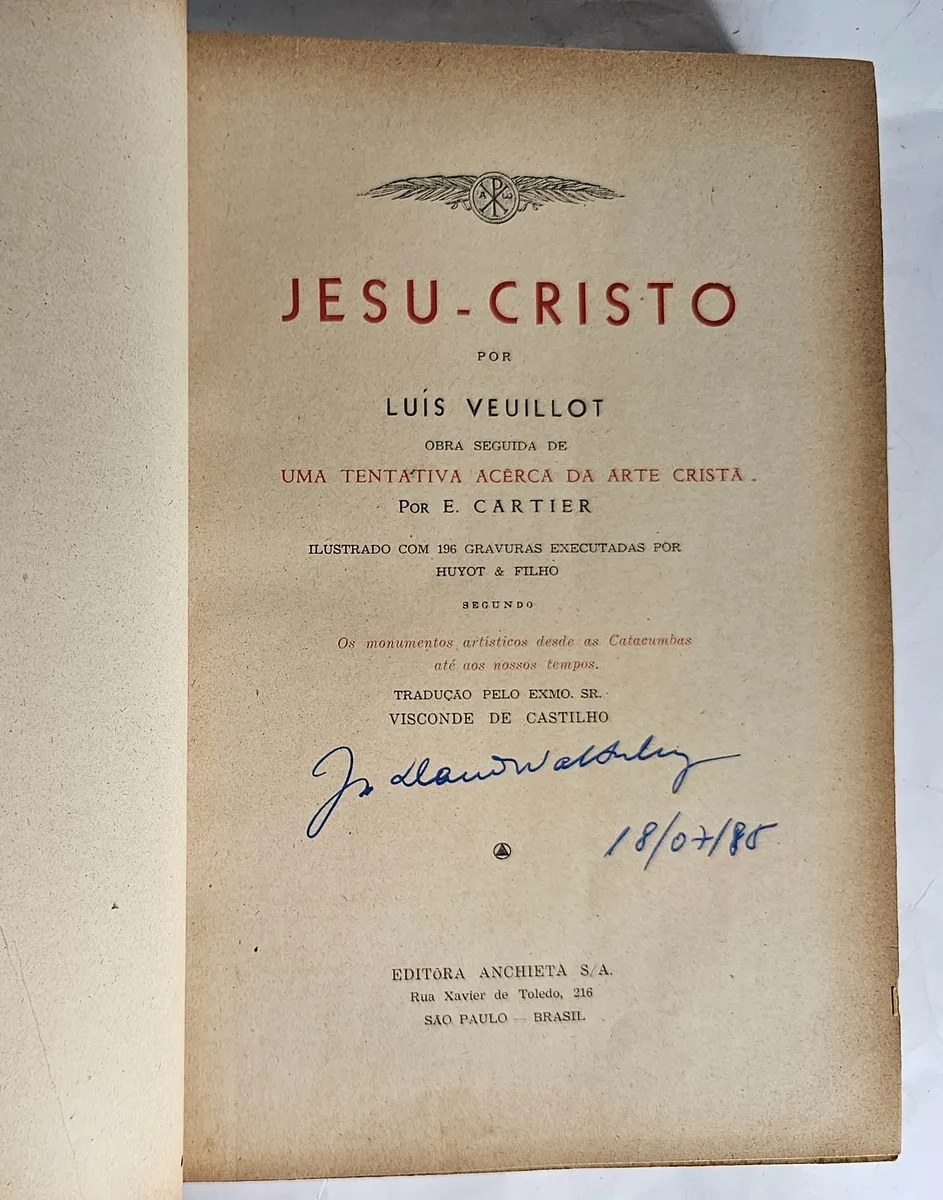 A P ω
JESU-CRISTO
POR
LUÍS VEUILLOT
OBRA SEGUIDA DE
UMA TENTATIVA ACÊRCA DA ARTE CRISTÃ.
POR E. CARTIER
ILUSTRADO COM 196 GRAVURAS EXECUTADAS POR
HUYOT & FILHO
SEGUNDO
Os monumentos artísticos desde as Catacumbas
até aos nossos tempos.
TRADUÇÃO PELO EXMO. SR.
VISCONDE DE CASTILHO
18/07/85
EDITÔRA ANCHIETA S/A.
Rua Xavier de Toledo, 216
SÃO PAULO — BRASIL